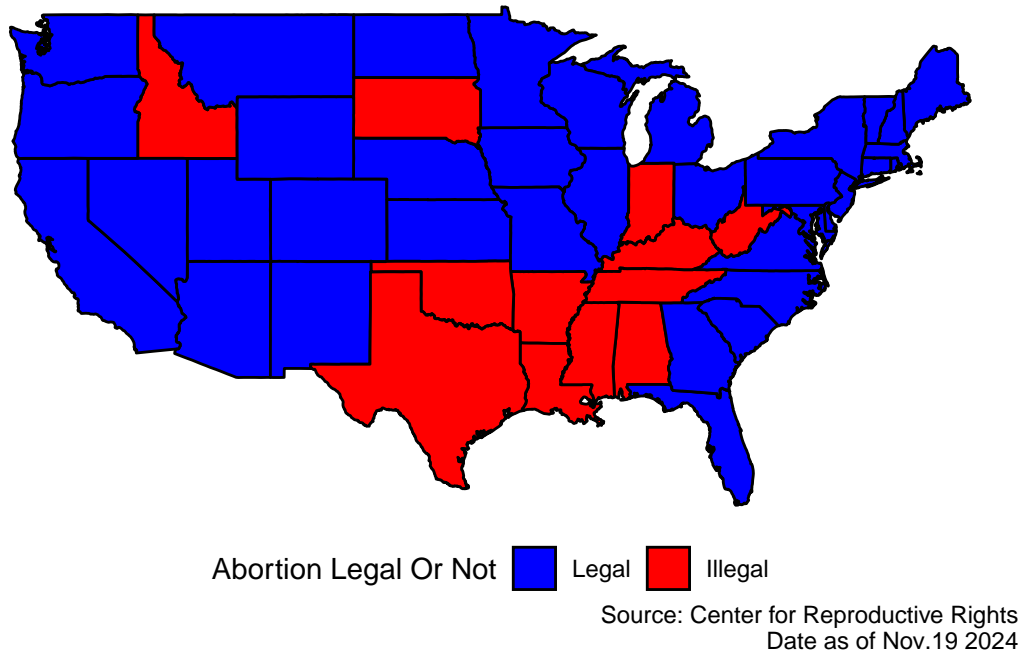 Abortion Legal Or Not Legal Illegal
Source: Center for Reproductive Rights
Date as of Nov.19 2024